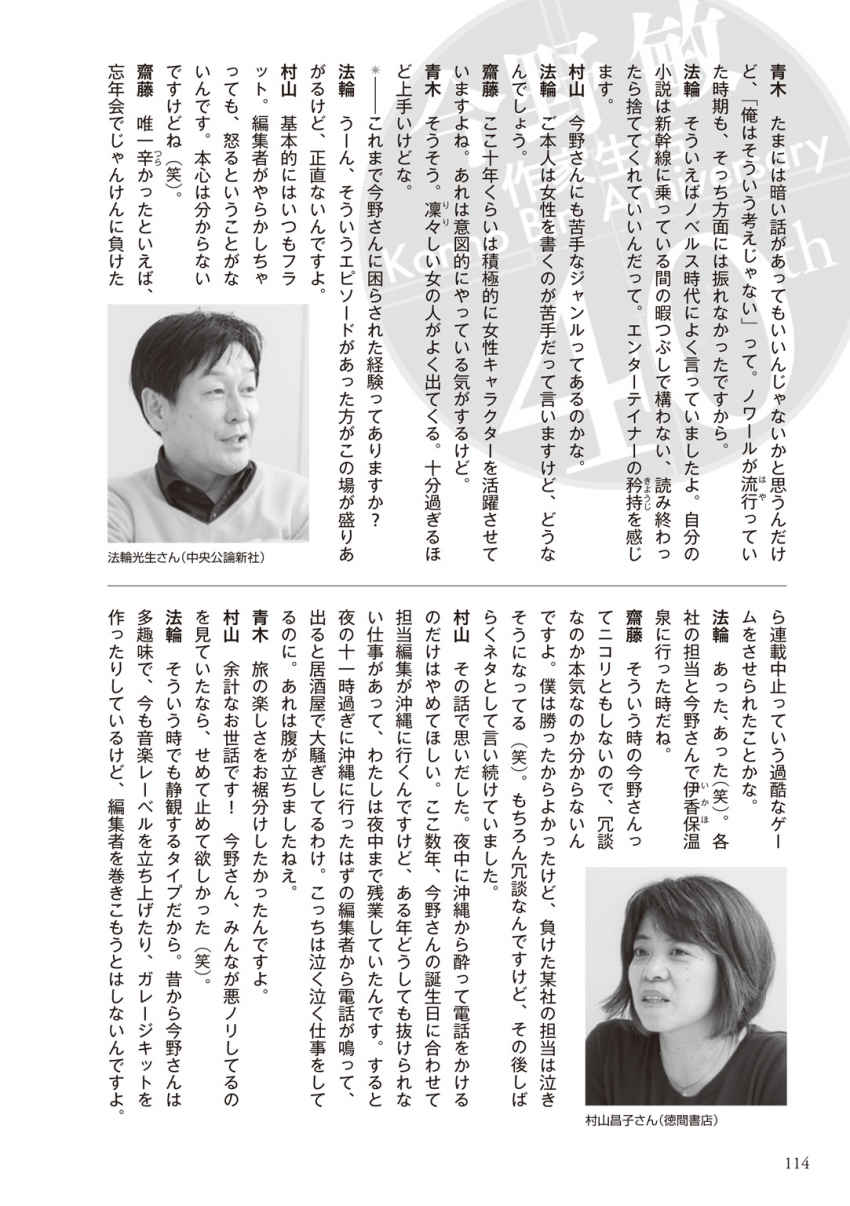 今野敏
作家生活
Konno Bin Anniversary
40th
青木　たまには暗い話があってもいいんじゃないかと思うんだけ
ど、「俺はそういう考えじゃない」って。ノワールが流行ってい
た時期も、そっち方面には振れなかったですから。
法輪　そういえばノベルス時代によく言っていましたよ。自分の
小説は新幹線に乗っている間の暇つぶしで構わない、読み終わっ
たら捨ててくれていいんだって。エンターテイナーの矜持を感じ
ます。
村山　今野さんにも苦手なジャンルってあるのかな。
法輪　ご本人は女性を書くのが苦手だって言いますけど、どうな
んでしょう。
齋藤　ここ十年くらいは積極的に女性キャラクターを活躍させて
いますよね。あれは意図的にやっている気がするけど。
青木　そうそう。凜々しい女の人がよく出てくる。十分過ぎるほ
ど上手いけどな。
＊――これまで今野さんに困らされた経験ってありますか？
法輪　うーん、そういうエピソードがあった方がこの場が盛りあ
がるけど、正直ないんですよ。
村山　基本的にはいつもフラ
ット。編集者がやらかしちゃ
っても、怒るということがな
いんです。本心は分からない
ですけどね（笑）。
齋藤　唯一辛かったといえば、
忘年会でじゃんけんに負けた
法輪光生さん（中央公論新社）
ら連載中止っていう過酷なゲー
ムをさせられたことかな。
法輪　あった、あった（笑）。各
社の担当と今野さんで伊香保温
泉に行った時だね。
齋藤　そういう時の今野さんっ
てニコリともしないので、冗談
なのか本気なのか分からないん
ですよ。僕は勝ったからよかったけど、負けた某社の担当は泣き
そうになってる（笑）。もちろん冗談なんですけど、その後しば
らくネタとして言い続けていました。
村山　その話で思いだした。夜中に沖縄から酔って電話をかける
のだけはやめてほしい。ここ数年、今野さんの誕生日に合わせて
担当編集が沖縄に行くんですけど、ある年どうしても抜けられな
い仕事があって、わたしは夜中まで残業していたんです。すると
夜の十一時過ぎに沖縄に行ったはずの編集者から電話が鳴って、
出ると居酒屋で大騒ぎしてるわけ。こっちは泣く泣く仕事をして
るのに。あれは腹が立ちましたねえ。
青木　旅の楽しさをお裾分けしたかったんですよ。
村山　余計なお世話です！　今野さん、みんなが悪ノリしてるの
を見ていたなら、せめて止めて欲しかった（笑）。
法輪　そういう時でも静観するタイプだから。昔から今野さんは
多趣味で、今も音楽レーベルを立ち上げたり、ガレージキットを
作ったりしているけど、編集者を巻きこもうとはしないんですよ。
村山昌子さん（徳間書店）
114